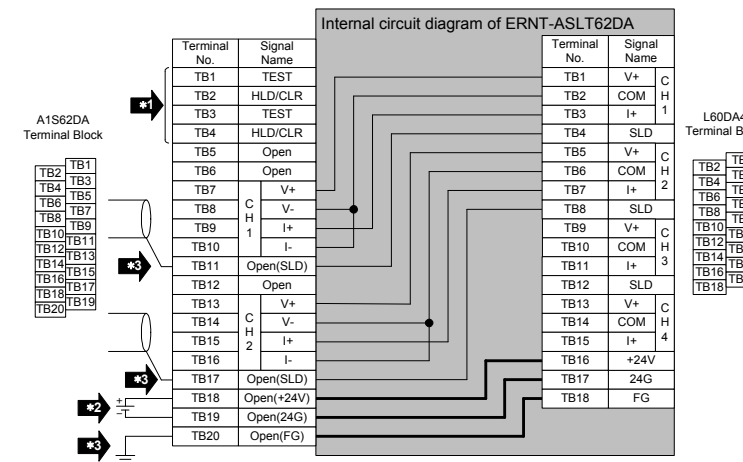 Internal circuit diagram of ERNT-ASLT62DA
A1S62DA
Terminal Block
TB2 TB1
TB4 TB3
TB6 TB5
TB8 TB7
TB10 TB9
TB12 TB11
TB14 TB13
TB16 TB15
TB18 TB17
TB20 TB19
*1
*3
*3
*2
+
−
*3
Terminal No. Signal Name
TB1 TEST
TB2 HLD/CLR
TB3 TEST
TB4 HLD/CLR
TB5 Open
TB6 Open
CH1
TB7 V+
TB8 V-
TB9 I+
TB10 I-
TB11 Open(SLD)
TB12 Open
CH2
TB13 V+
TB14 V-
TB15 I+
TB16 I-
TB17 Open(SLD)
TB18 Open(+24V)
TB19 Open(24G)
TB20 Open(FG)
Terminal No. Signal Name
CH1
TB1 V+
TB2 COM
TB3 I+
TB4 SLD
CH2
TB5 V+
TB6 COM
TB7 I+
TB8 SLD
CH3
TB9 V+
TB10 COM
TB11 I+
TB12 SLD
CH4
TB13 V+
TB14 COM
TB15 I+
TB16 +24V
TB17 24G
TB18 FG
L60DA4
Terminal B
TB2
TB4
TB6
TB8
TB10
TB12
TB14
TB16
TB18